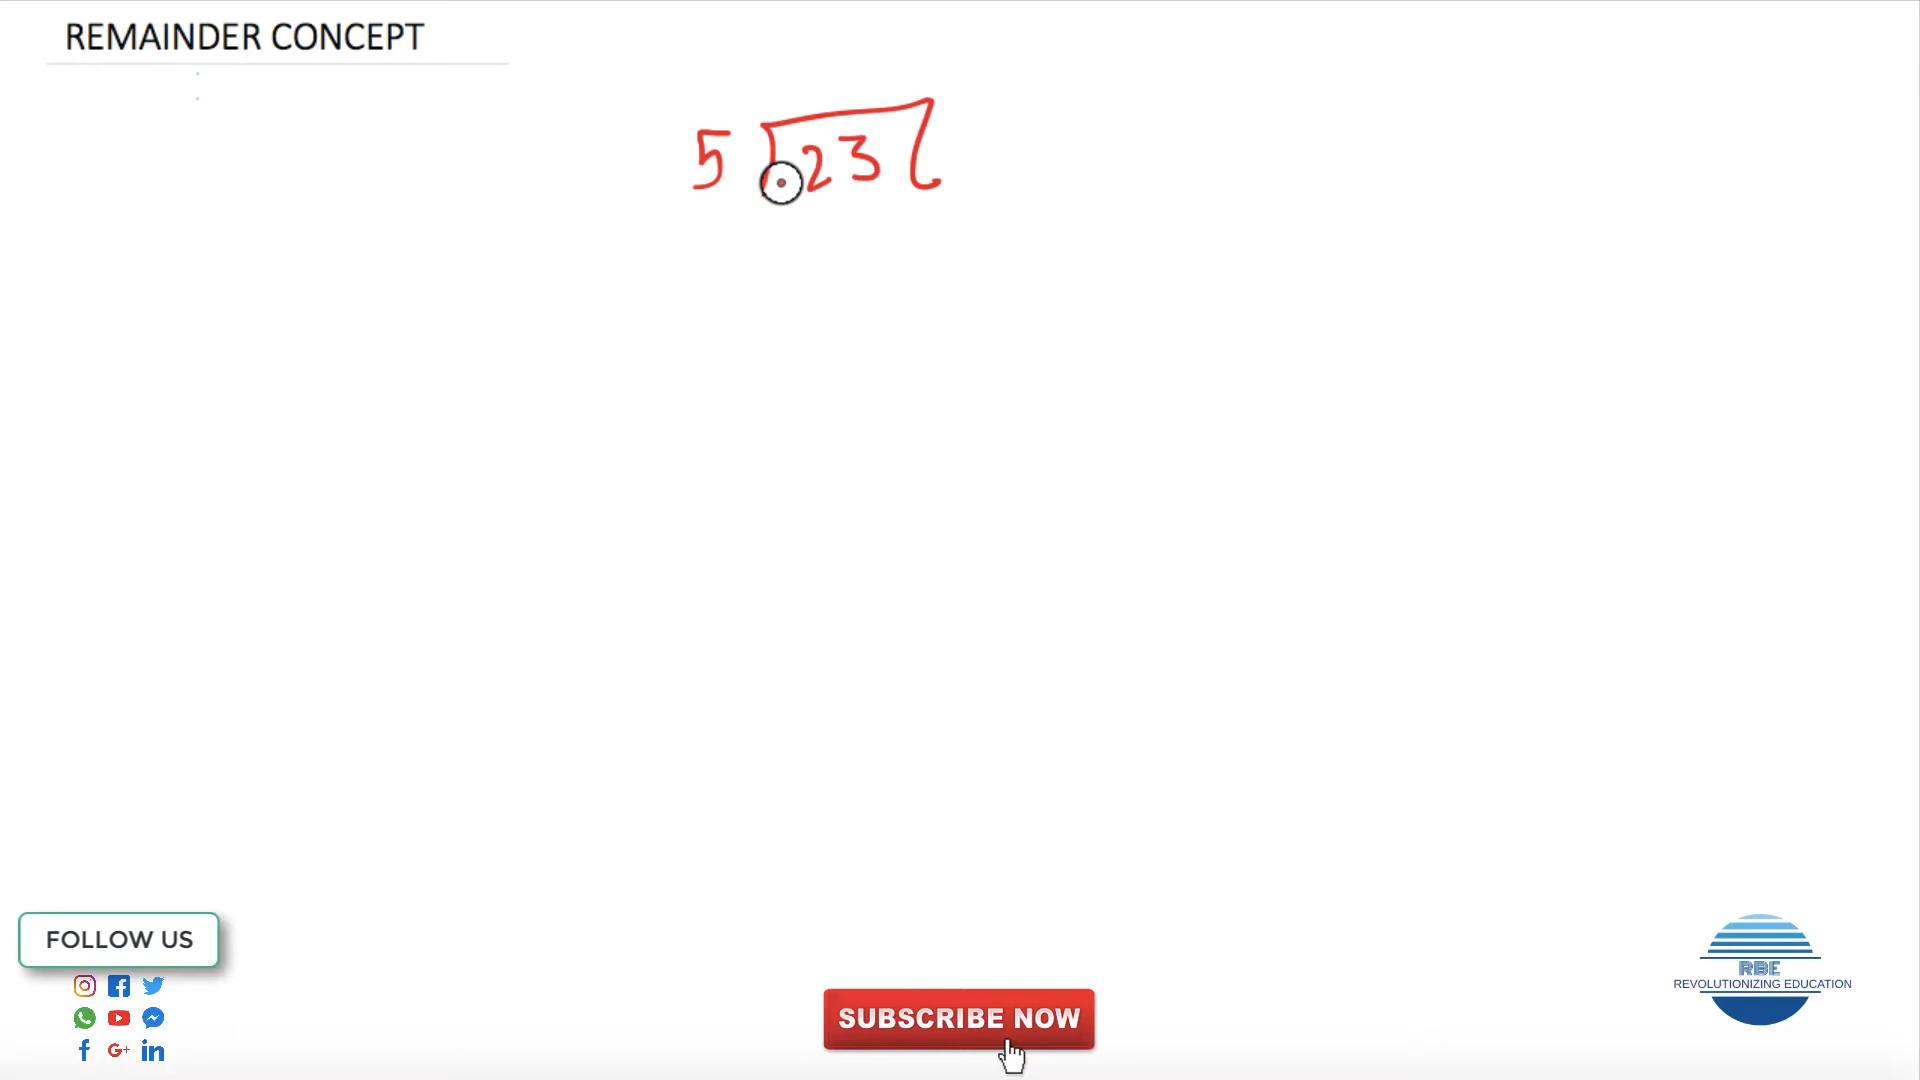 REMAINDER CONCEPT
5 23
FOLLOW US
RBE
REVOLUTIONIZING EDUCATION
SUBSCRIBE NOW